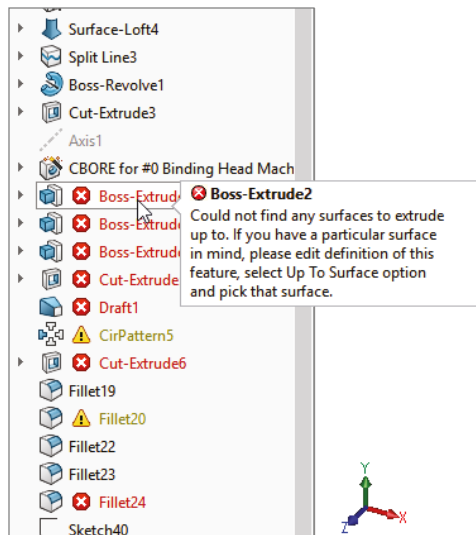 Surface-Loft4
Split Line3
Boss-Revolve1
Cut-Extrude3
Axis1
CBORE for #0 Binding Head Mach
Boss-Extrud
Boss-Extrude2
Could not find any surfaces to extrude
up to. If you have a particular surface
in mind, please edit definition of this
feature, select Up To Surface option
and pick that surface.
Boss-Extrud
Boss-Extrud
Cut-Extrude
Draft1
CirPattern5
Cut-Extrude6
Fillet19
Fillet20
Fillet22
Fillet23
Fillet24
Sketch40
Y
X
Z